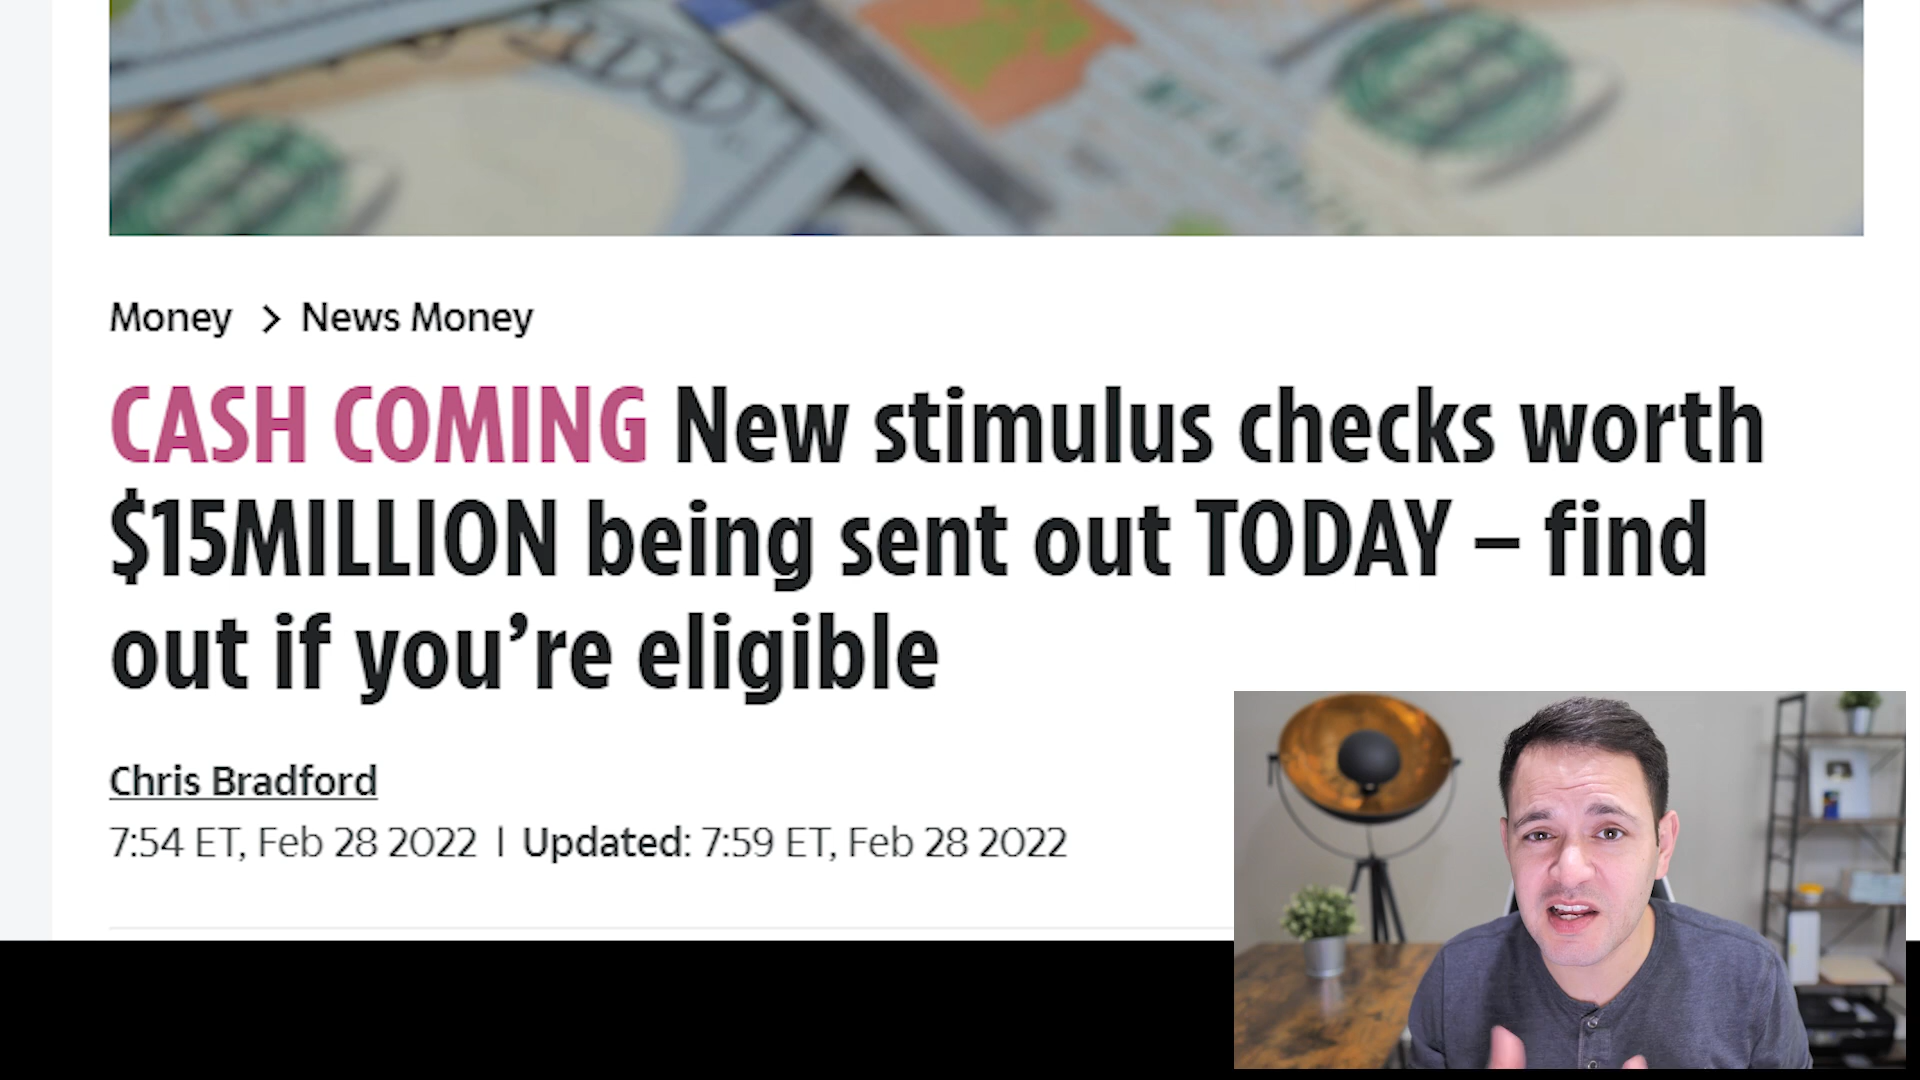 Money > News Money
CASH COMING New stimulus checks worth
$15MILLION being sent out TODAY – find
out if you're eligible
Chris Bradford
7:54 ET, Feb 28 2022 | Updated: 7:59 ET, Feb 28 2022